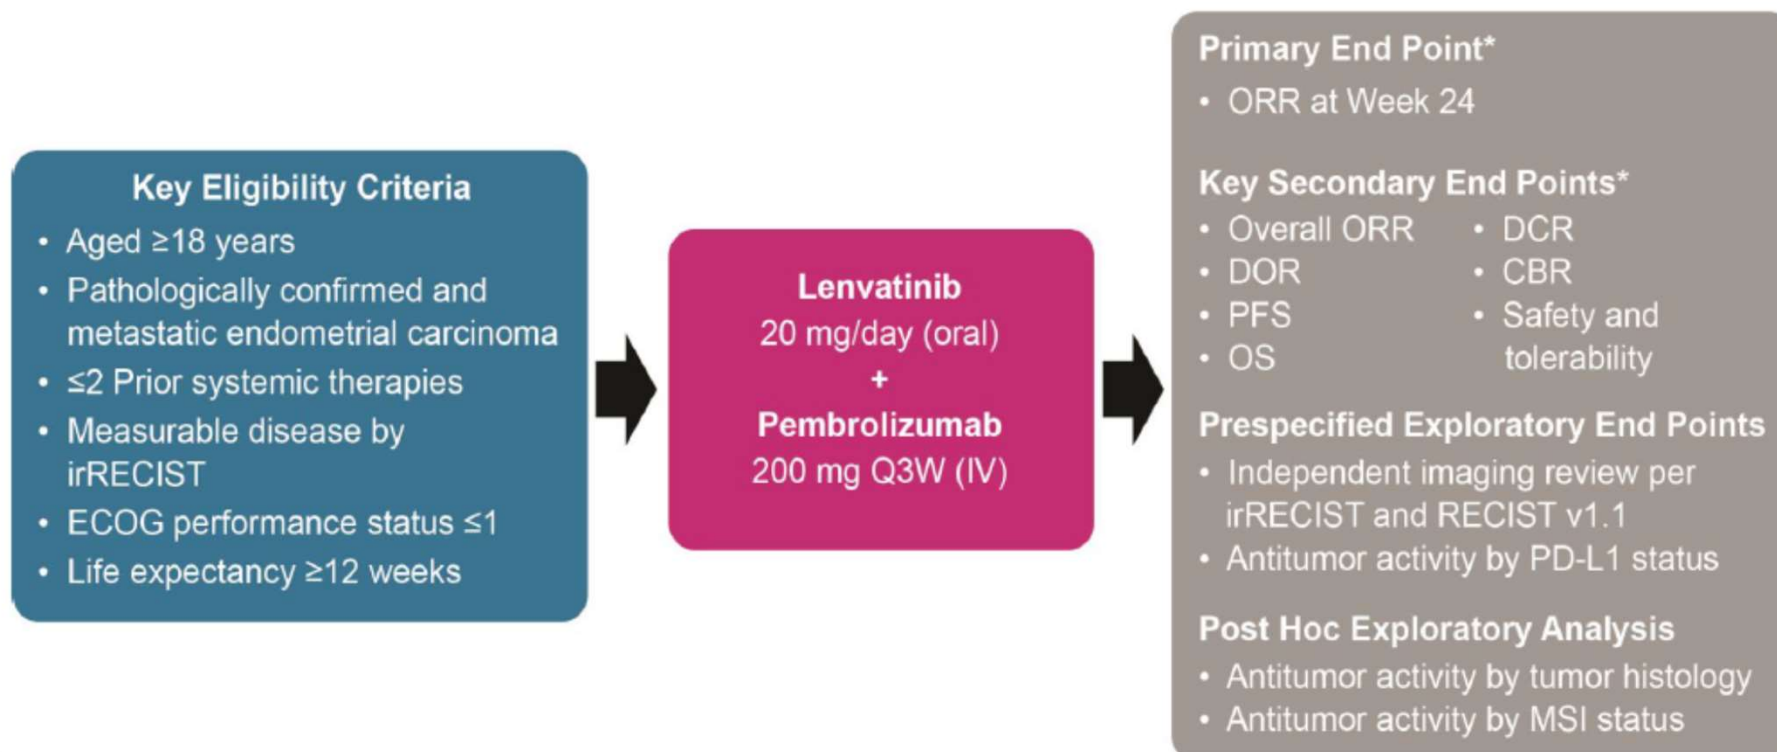 Key Eligibility Criteria
• Aged ≥18 years
• Pathologically confirmed and
metastatic endometrial carcinoma
• ≤2 Prior systemic therapies
• Measurable disease by
irRECIST
• ECOG performance status ≤1
• Life expectancy ≥12 weeks
Lenvatinib
20 mg/day (oral)
+
Pembrolizumab
200 mg Q3W (IV)
Primary End Point*
• ORR at Week 24
Key Secondary End Points*
• Overall ORR
• DOR
• PFS
• OS
• DCR
• CBR
• Safety and
tolerability
Prespecified Exploratory End Points
• Independent imaging review per
irRECIST and RECIST v1.1
• Antitumor activity by PD-L1 status
Post Hoc Exploratory Analysis
• Antitumor activity by tumor histology
• Antitumor activity by MSI status